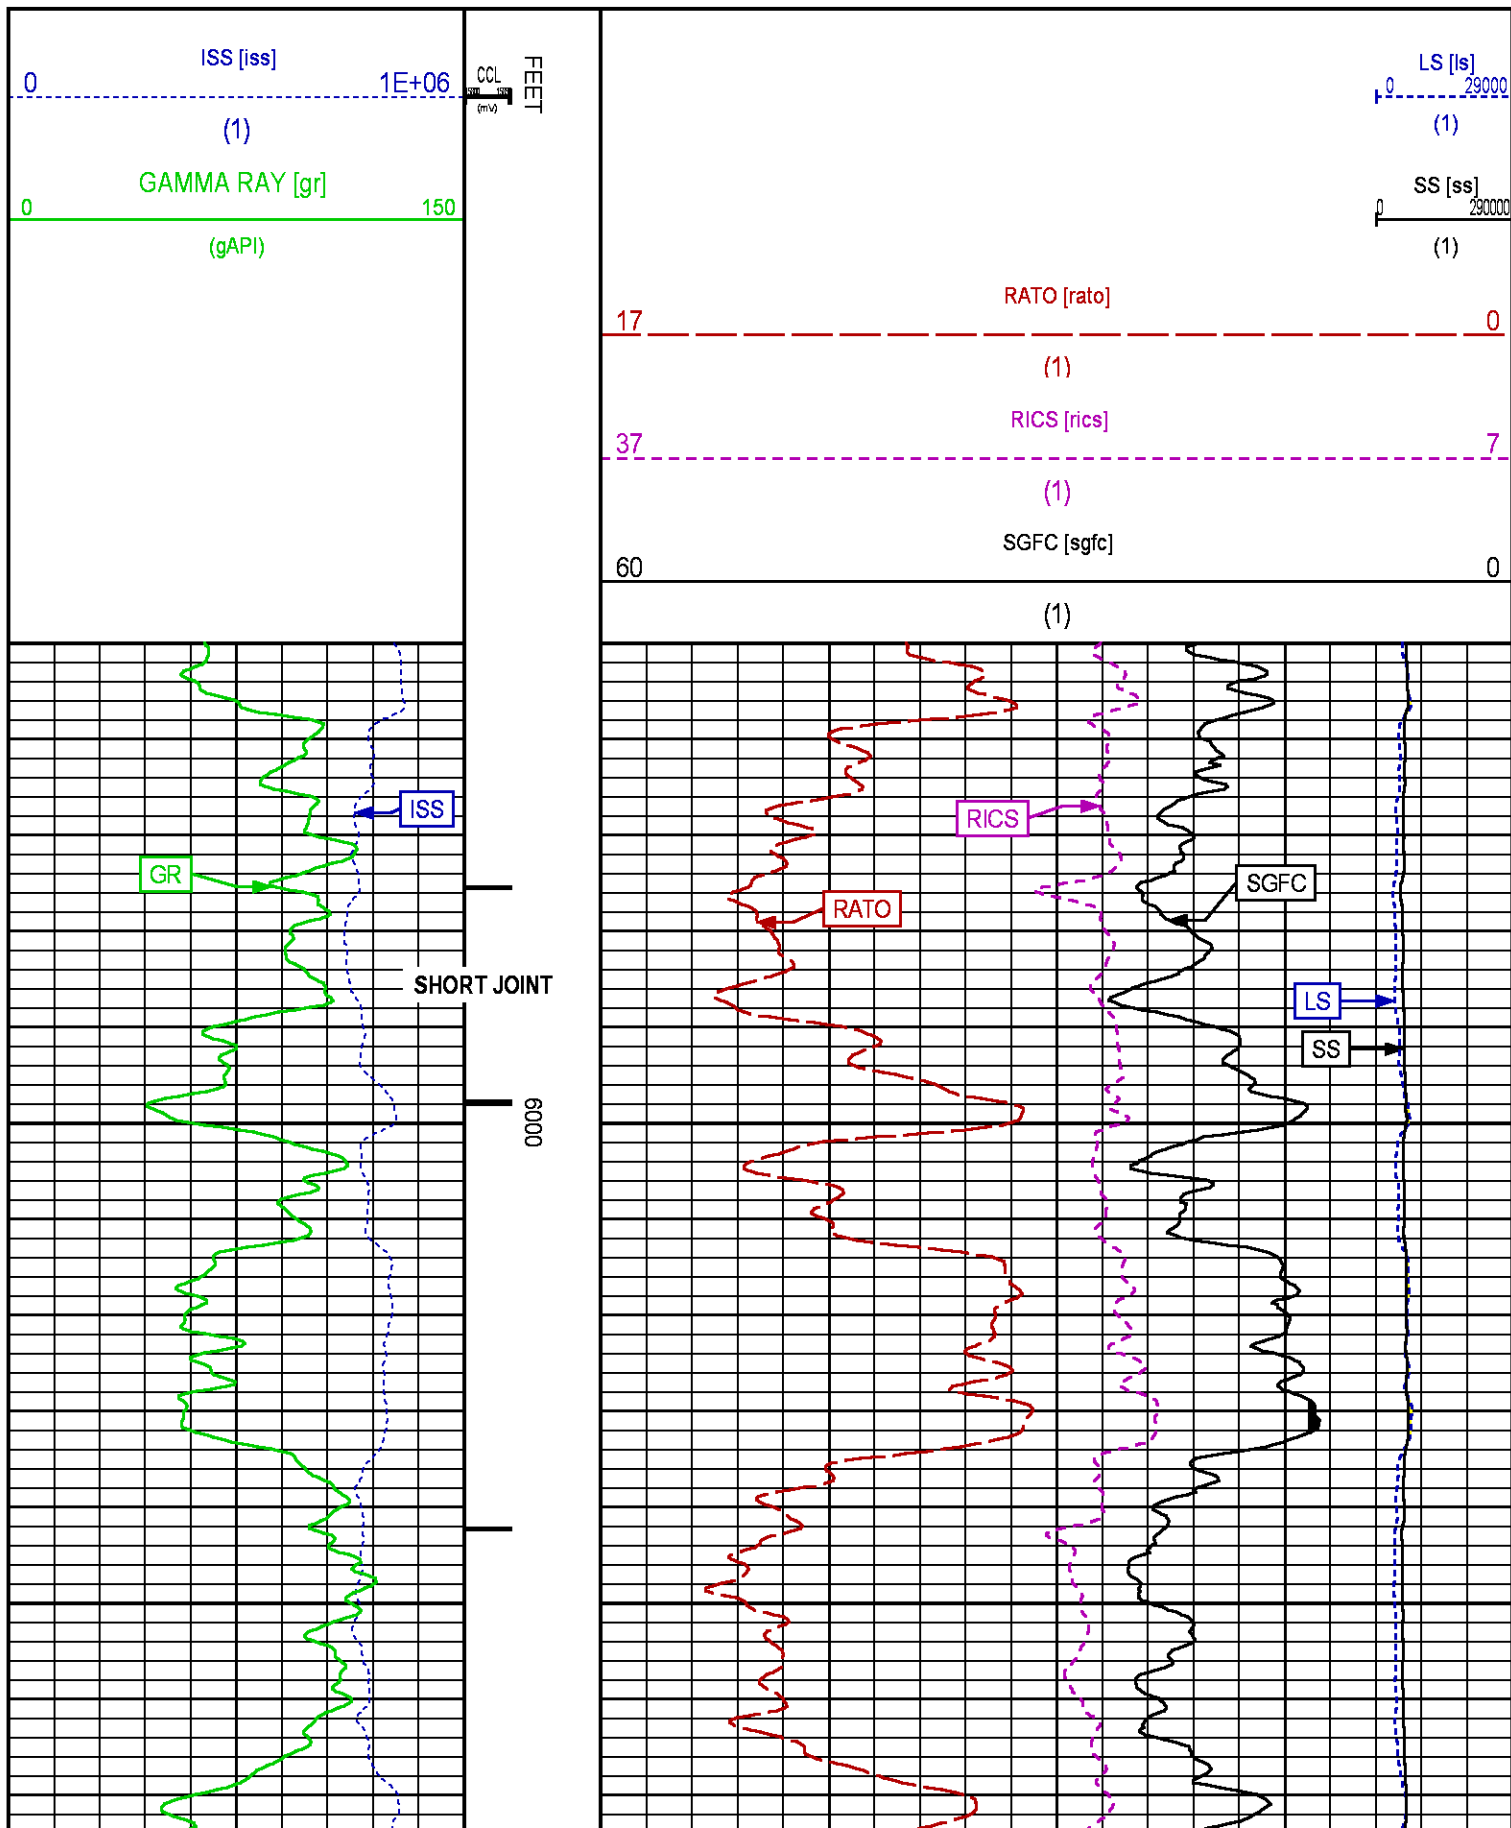 ISS [iss]
0 1E+06
(1)
GAMMA RAY [gr]
0 150
(gAPI)
CCL
(mV)
FEET
LS [ls]
0 29000
(1)
SS [ss]
0 290000
(1)
RATO [rato]
17 0
(1)
RICS [rics]
37 7
(1)
SGFC [sgfc]
60 0
(1)
ISS
RICS
GR
SGFC
RATO
SHORT JOINT
LS
SS
6000